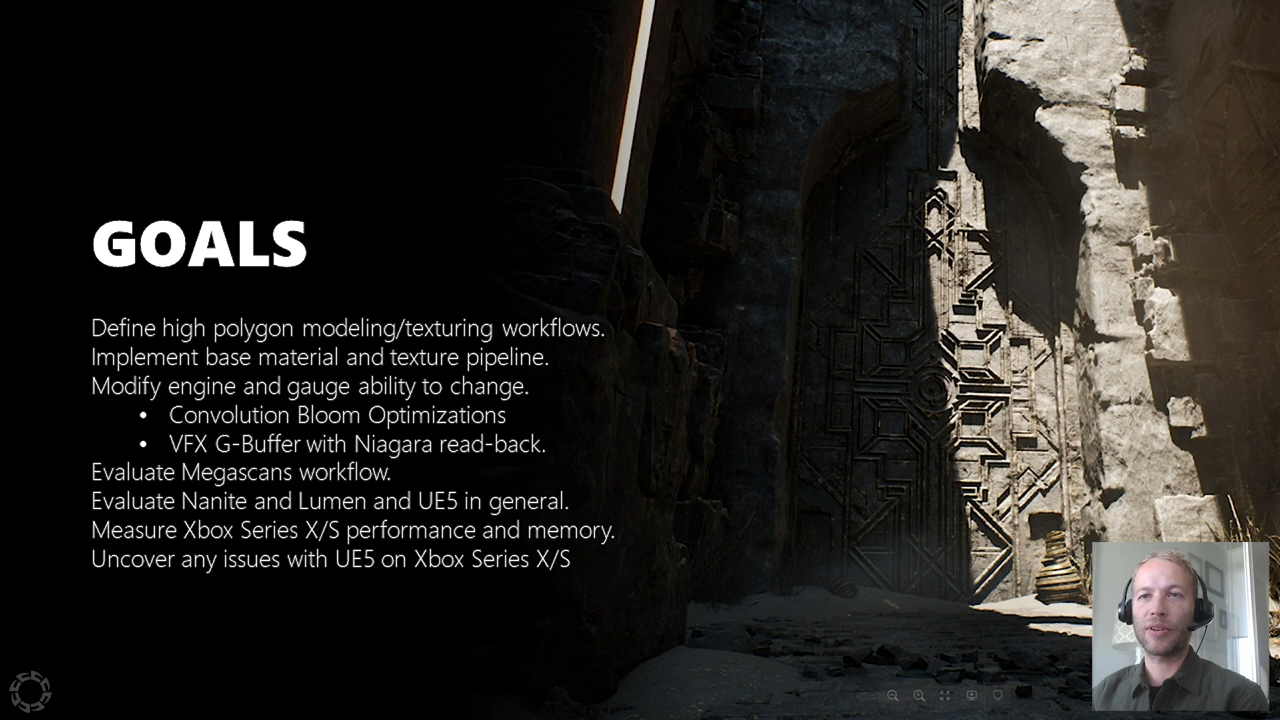 GOALS
Define high polygon modeling/texturing workflows.
Implement base material and texture pipeline.
Modify engine and gauge ability to change.
• Convolution Bloom Optimizations
• VFX G-Buffer with Niagara read-back.
Evaluate Megascans workflow.
Evaluate Nanite and Lumen and UE5 in general.
Measure Xbox Series X/S performance and memory.
Uncover any issues with UE5 on Xbox Series X/S